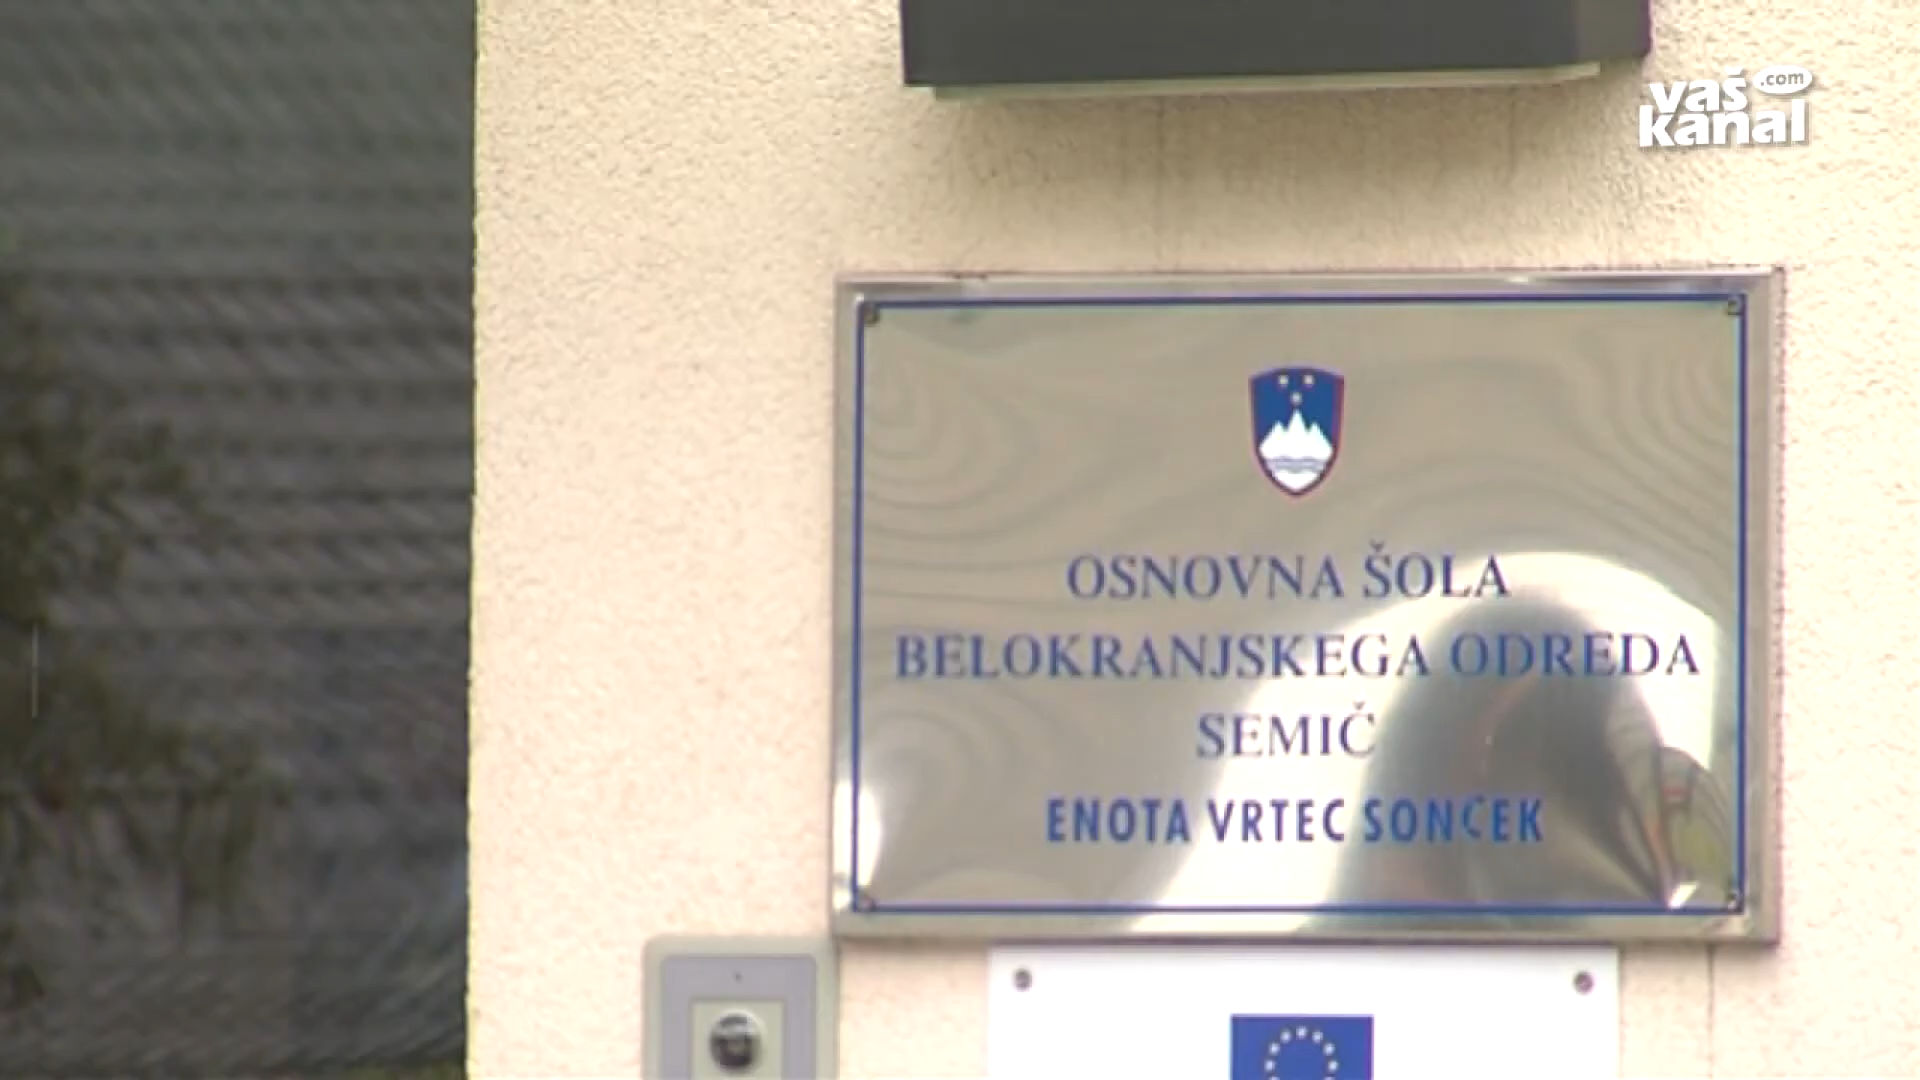 vaš .com
kanal
OSNOVNA ŠOLA
BELOKRANJSKEGA ODREDA
SEMIČ
ENOTA VRTEC SONČEK